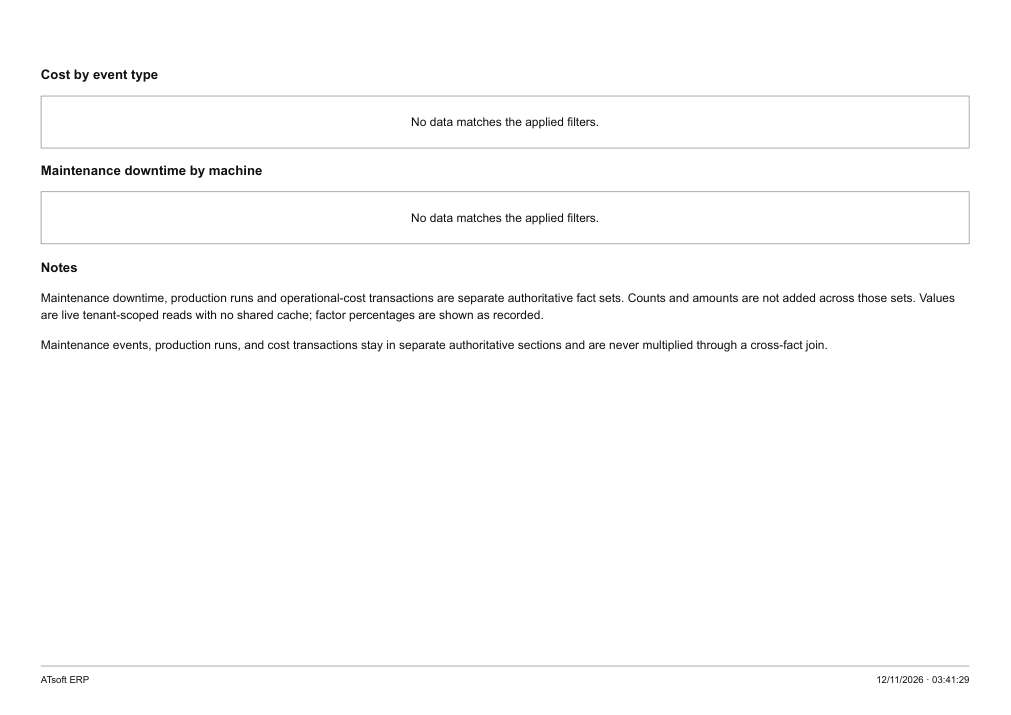 Cost by event type
No data matches the applied filters.
Maintenance downtime by machine
No data matches the applied filters.
Notes
Maintenance downtime, production runs and operational-cost transactions are separate authoritative fact sets. Counts and amounts are not added across those sets. Values
are live tenant-scoped reads with no shared cache; factor percentages are shown as recorded.
Maintenance events, production runs, and cost transactions stay in separate authoritative sections and are never multiplied through a cross-fact join.
ATsoft ERP
12/11/2026 · 03:41:29